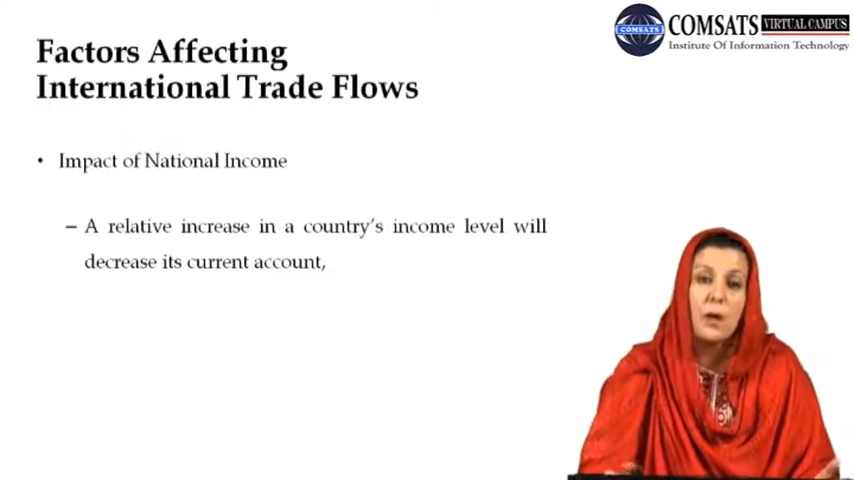 COMSATS VIRTUAL CAMPUS
COMSATS
Institute Of Information Technology
Factors Affecting
International Trade Flows
• Impact of National Income
– A relative increase in a country's income level will
decrease its current account,